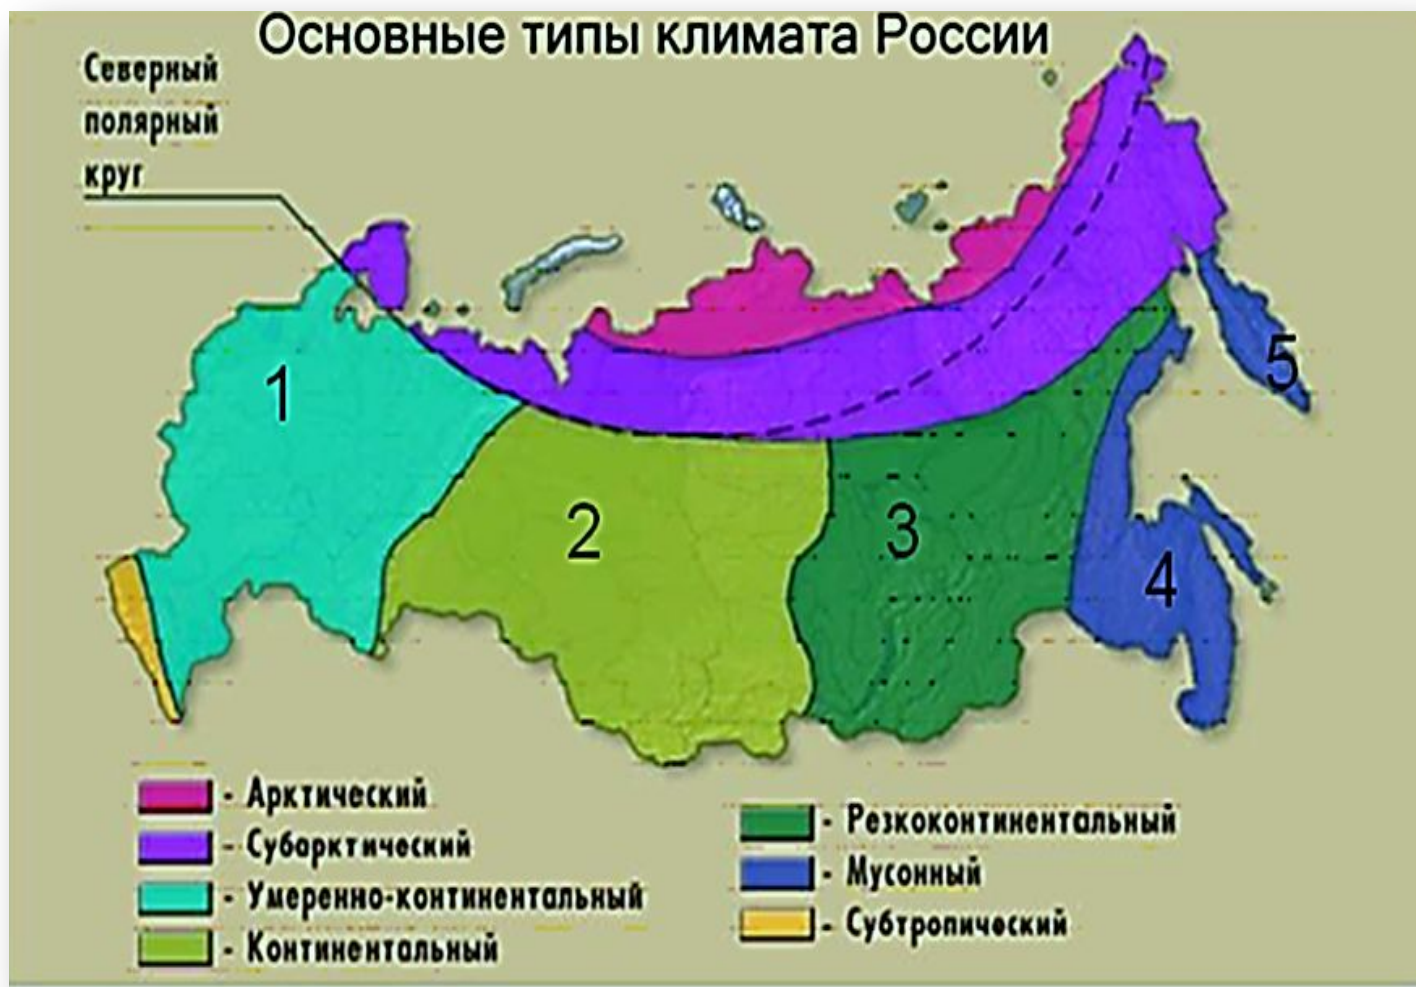 Основные типы климата России
Северный
полярный
круг
1
2
3
4
5
- Арктический
- Субарктический
- Умеренно-континентальный
- Континентальный
- Резкоконтинентальный
- Мусонный
- Субтропический